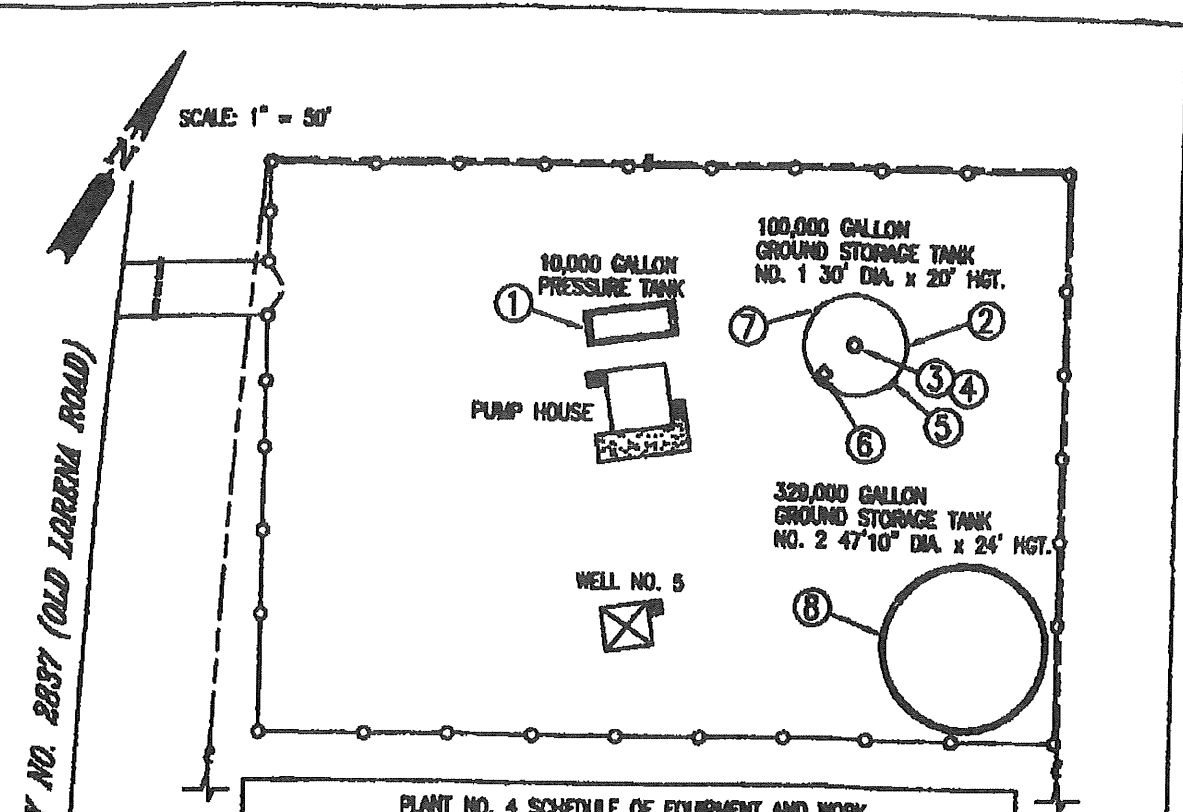 N
SCALE: 1" = 50'
100,000 GALLON
GROUND STORAGE TANK
NO. 1 30' DIA. x 20' HGT.
10,000 GALLON
PRESSURE TANK
1
7
2
3
4
5
6
PUMP HOUSE
320,000 GALLON
GROUND STORAGE TANK
NO. 2 47'10" DIA. x 24' HGT.
WELL NO. 5
8
NO. 2837 (OLD LORENA ROAD)
PLANT NO. 4 SCHEDULE OF EQUIPMENT AND WORK